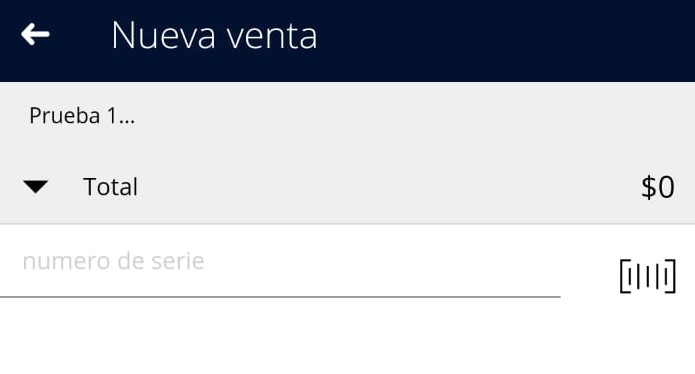 Nueva venta
Prueba 1...
Total $0
numero de serie